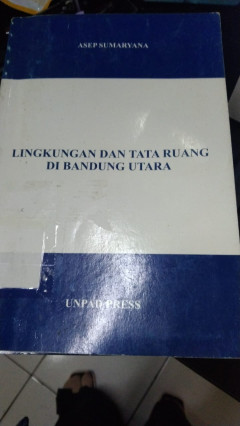 ASEP SUMARYANA
LINGKUNGAN DAN TATA RUANG
DI BANDUNG UTARA
UNPAD PRESS